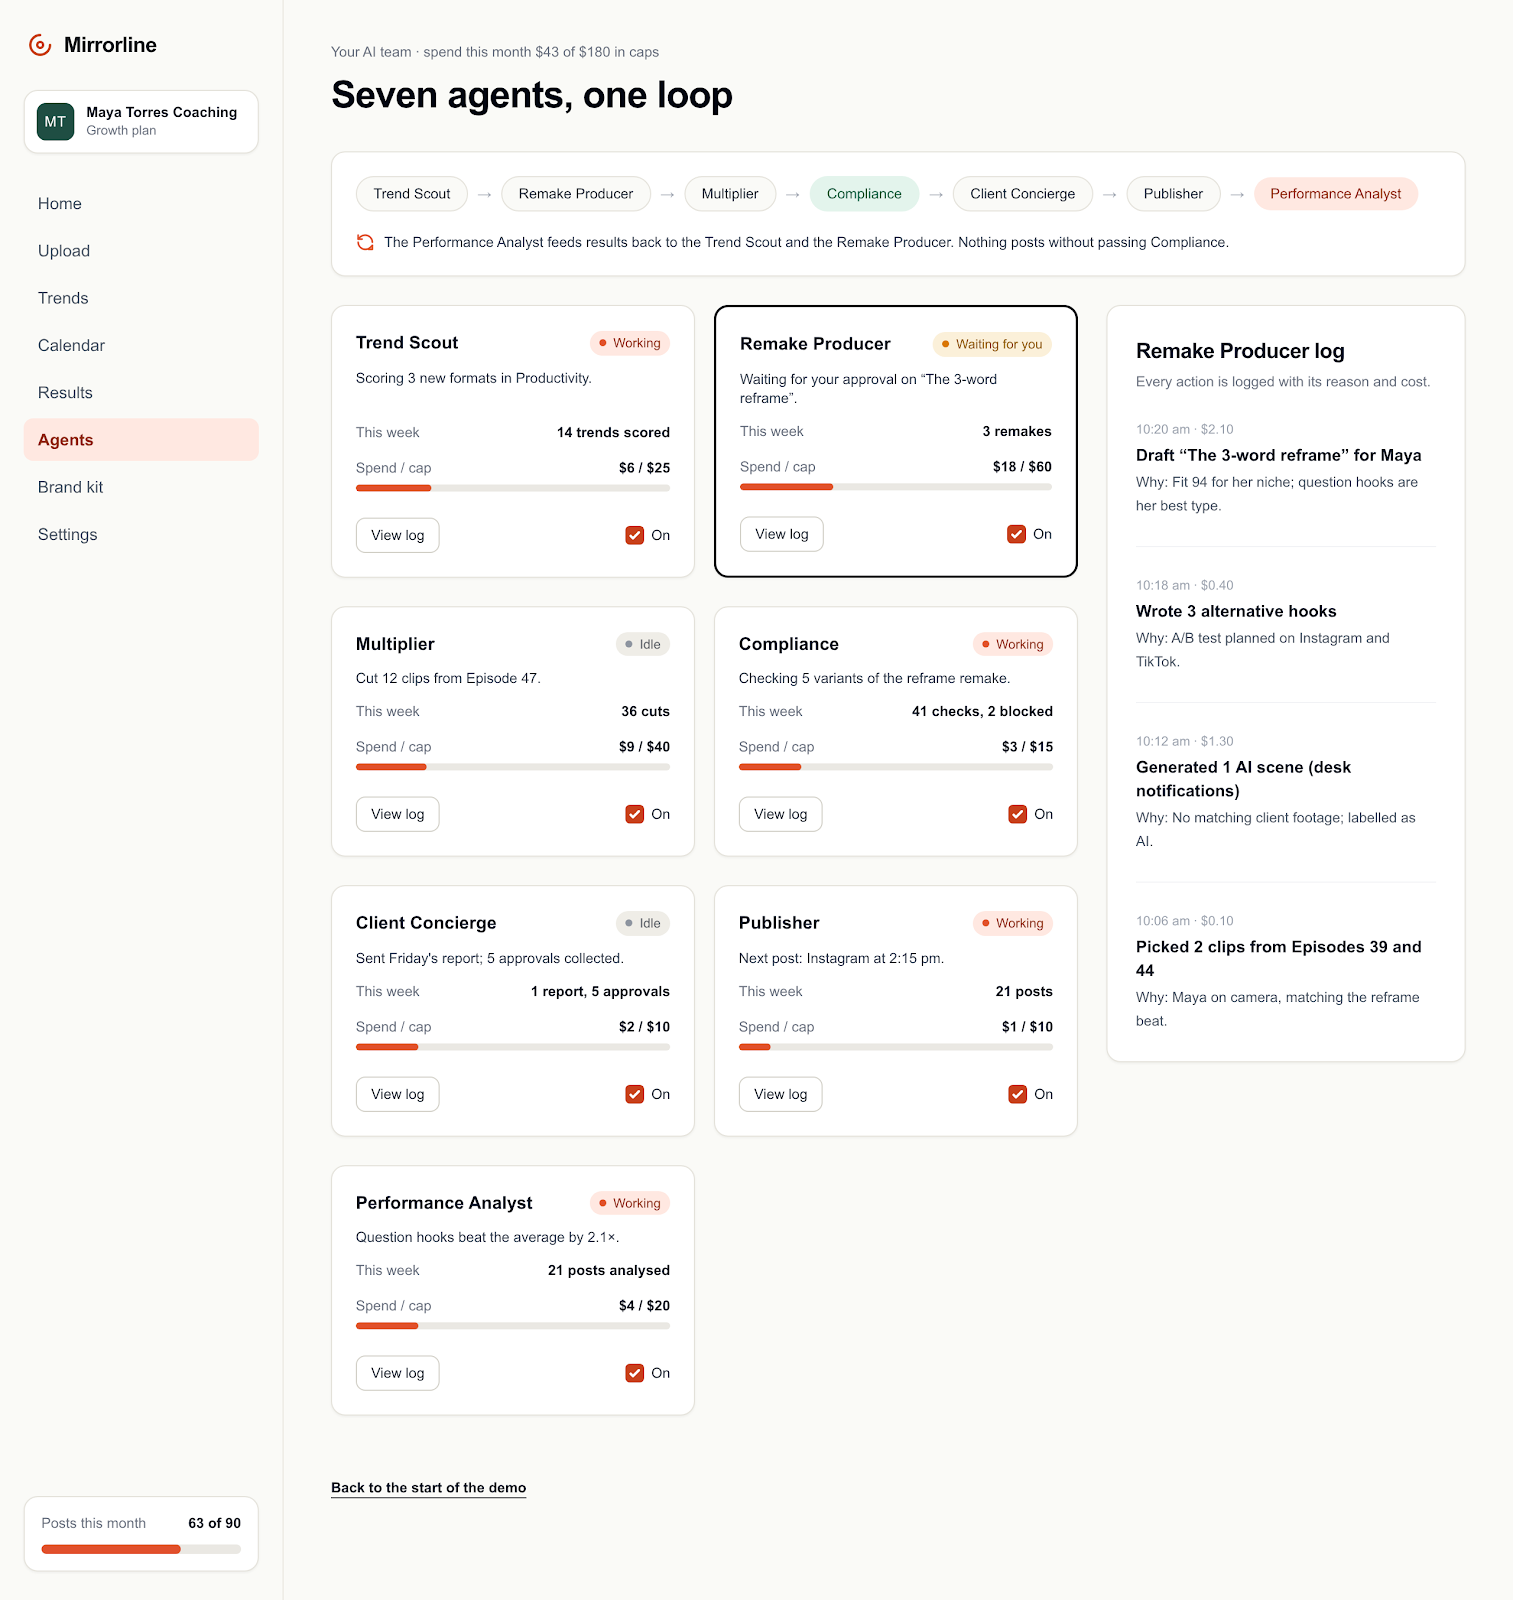 Mirrorline
MT
Maya Torres Coaching
Growth plan
Home
Upload
Trends
Calendar
Results
Agents
Brand kit
Settings
Posts this month
63 of 90
Your AI team · spend this month $43 of $180 in caps
Seven agents, one loop
Trend Scout → Remake Producer → Multiplier → Compliance → Client Concierge → Publisher → Performance Analyst
The Performance Analyst feeds results back to the Trend Scout and the Remake Producer. Nothing posts without passing Compliance.
Trend Scout
Working
Scoring 3 new formats in Productivity.
This week
14 trends scored
Spend / cap
$6 / $25
View log
On
Remake Producer
Waiting for you
Waiting for your approval on “The 3-word
reframe”.
This week
3 remakes
Spend / cap
$18 / $60
View log
On
Multiplier
Idle
Cut 12 clips from Episode 47.
This week
36 cuts
Spend / cap
$9 / $40
View log
On
Compliance
Working
Checking 5 variants of the reframe remake.
This week
41 checks, 2 blocked
Spend / cap
$3 / $15
View log
On
Client Concierge
Idle
Sent Friday's report; 5 approvals collected.
This week
1 report, 5 approvals
Spend / cap
$2 / $10
View log
On
Publisher
Working
Next post: Instagram at 2:15 pm.
This week
21 posts
Spend / cap
$1 / $10
View log
On
Performance Analyst
Working
Question hooks beat the average by 2.1×.
This week
21 posts analysed
Spend / cap
$4 / $20
View log
On
Remake Producer log
Every action is logged with its reason and cost.
10:20 am · $2.10
Draft “The 3-word reframe” for Maya
Why: Fit 94 for her niche; question hooks are
her best type.
10:18 am · $0.40
Wrote 3 alternative hooks
Why: A/B test planned on Instagram and
TikTok.
10:12 am · $1.30
Generated 1 AI scene (desk
notifications)
Why: No matching client footage; labelled as
AI.
10:06 am · $0.10
Picked 2 clips from Episodes 39 and
44
Why: Maya on camera, matching the reframe
beat.
Back to the start of the demo